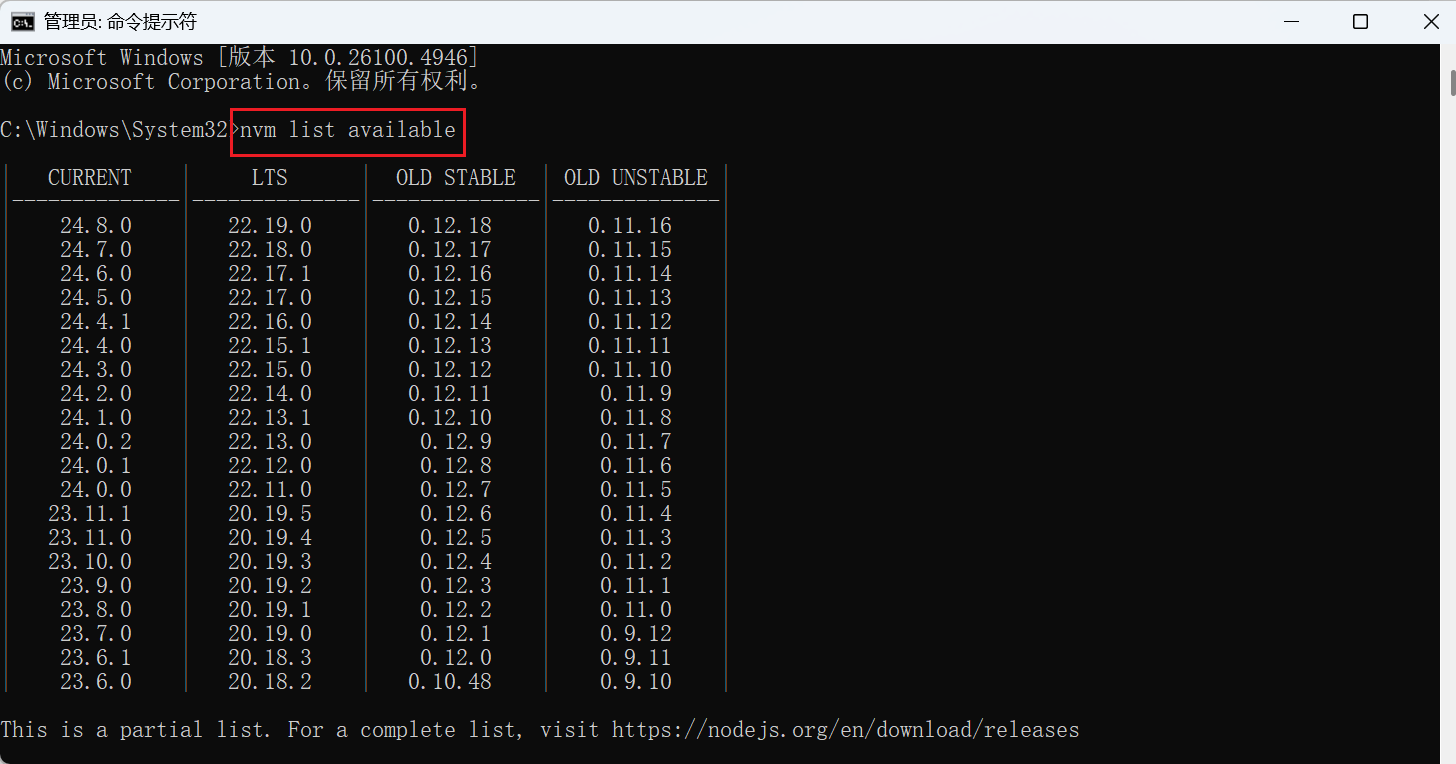 管理员: 命令提示符
Microsoft Windows [版本 10.0.26100.4946]
(c) Microsoft Corporation。保留所有权利。
C:\Windows\System32>nvm list available
| CURRENT | LTS | OLD STABLE | OLD UNSTABLE |
|--------------|--------------|--------------|--------------|
| 24.8.0 | 22.19.0 | 0.12.18 | 0.11.16 |
| 24.7.0 | 22.18.0 | 0.12.17 | 0.11.15 |
| 24.6.0 | 22.17.1 | 0.12.16 | 0.11.14 |
| 24.5.0 | 22.17.0 | 0.12.15 | 0.11.13 |
| 24.4.1 | 22.16.0 | 0.12.14 | 0.11.12 |
| 24.4.0 | 22.15.1 | 0.12.13 | 0.11.11 |
| 24.3.0 | 22.15.0 | 0.12.12 | 0.11.10 |
| 24.2.0 | 22.14.0 | 0.12.11 | 0.11.9 |
| 24.1.0 | 22.13.1 | 0.12.10 | 0.11.8 |
| 24.0.2 | 22.13.0 | 0.12.9 | 0.11.7 |
| 24.0.1 | 22.12.0 | 0.12.8 | 0.11.6 |
| 24.0.0 | 22.11.0 | 0.12.7 | 0.11.5 |
| 23.11.1 | 20.19.5 | 0.12.6 | 0.11.4 |
| 23.11.0 | 20.19.4 | 0.12.5 | 0.11.3 |
| 23.10.0 | 20.19.3 | 0.12.4 | 0.11.2 |
| 23.9.0 | 20.19.2 | 0.12.3 | 0.11.1 |
| 23.8.0 | 20.19.1 | 0.12.2 | 0.11.0 |
| 23.7.0 | 20.19.0 | 0.12.1 | 0.9.12 |
| 23.6.1 | 20.18.3 | 0.12.0 | 0.9.11 |
| 23.6.0 | 20.18.2 | 0.10.48 | 0.9.10 |
This is a partial list. For a complete list, visit https://nodejs.org/en/download/releases